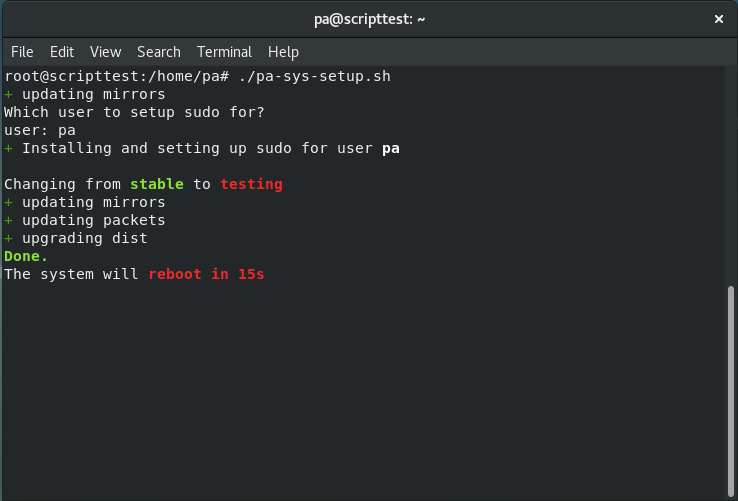 pa@scripttest: ~
×
File Edit View Search Terminal Help
root@scripttest:/home/pa# ./pa-sys-setup.sh
+ updating mirrors
Which user to setup sudo for?
user: pa
+ Installing and setting up sudo for user pa
Changing from stable to testing
+ updating mirrors
+ updating packets
+ upgrading dist
Done.
The system will reboot in 15s